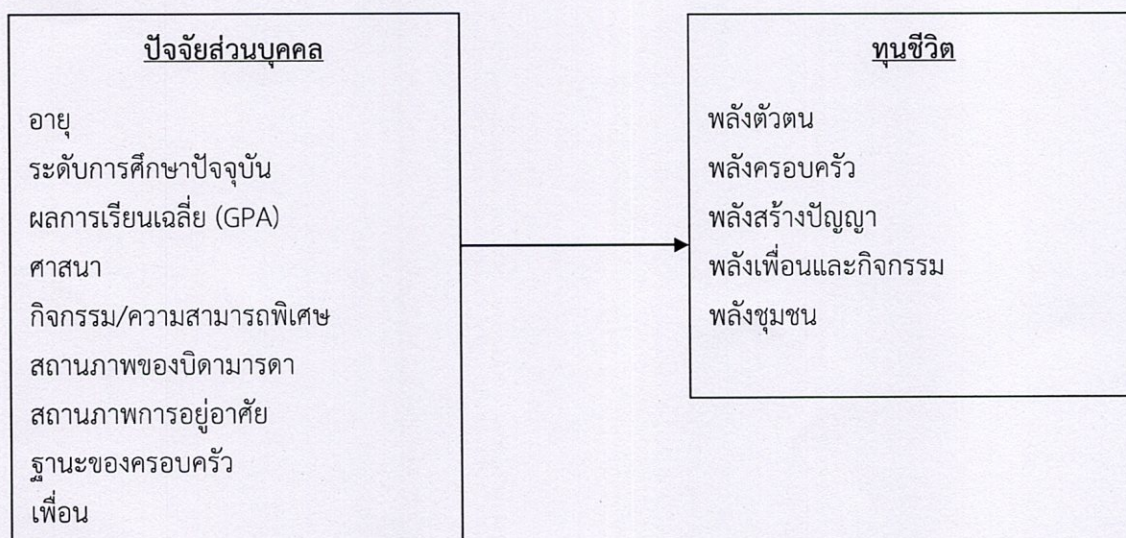 ปัจจัยส่วนบุคคล
อายุ
ระดับการศึกษาปัจจุบัน
ผลการเรียนเฉลี่ย (GPA)
ศาสนา
กิจกรรม/ความสามารถพิเศษ
สถานภาพของบิดามารดา
สถานภาพการอยู่อาศัย
ฐานะของครอบครัว
เพื่อน
ทุนชีวิต
พลังตัวตน
พลังครอบครัว
พลังสร้างปัญญา
พลังเพื่อนและกิจกรรม
พลังชุมชน